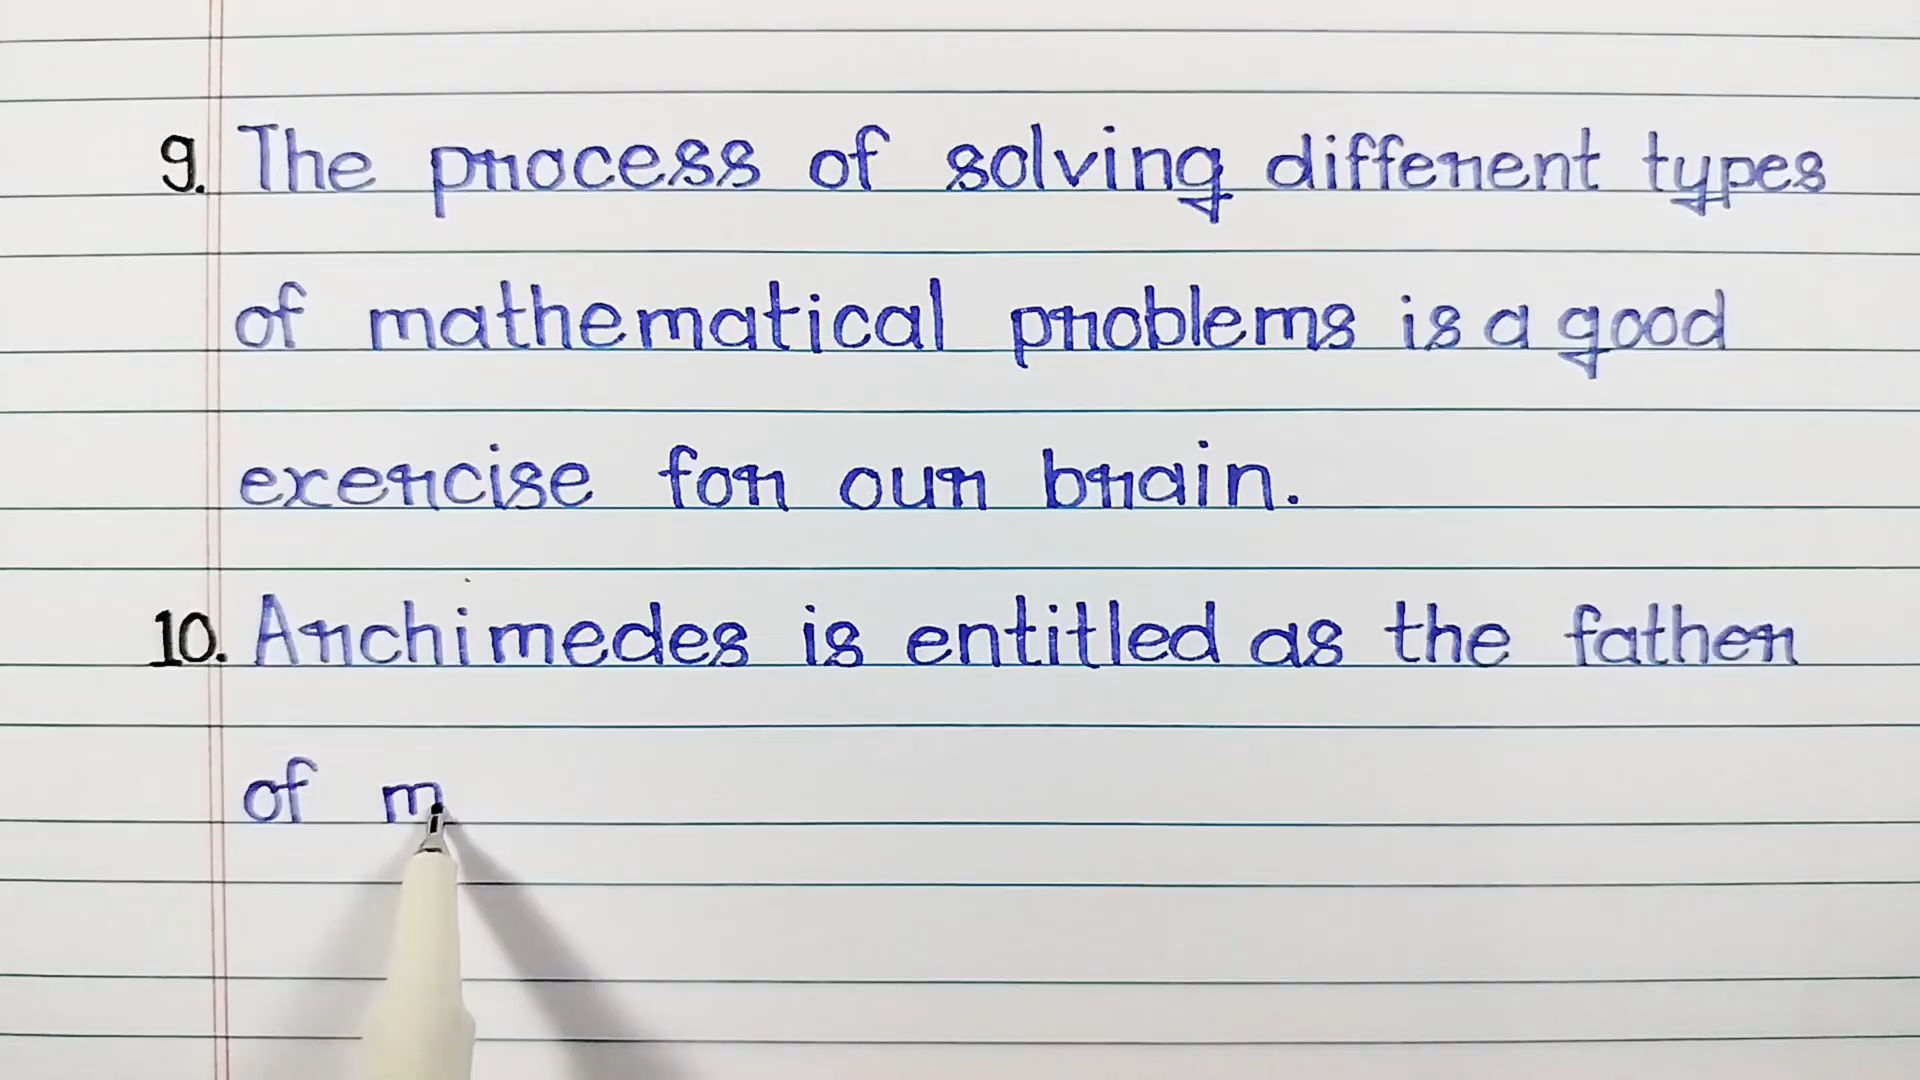 9. The process of solving different types
of mathematical problems is a good
exercise for our brain.
10. Archimedes is entitled as the father
of m